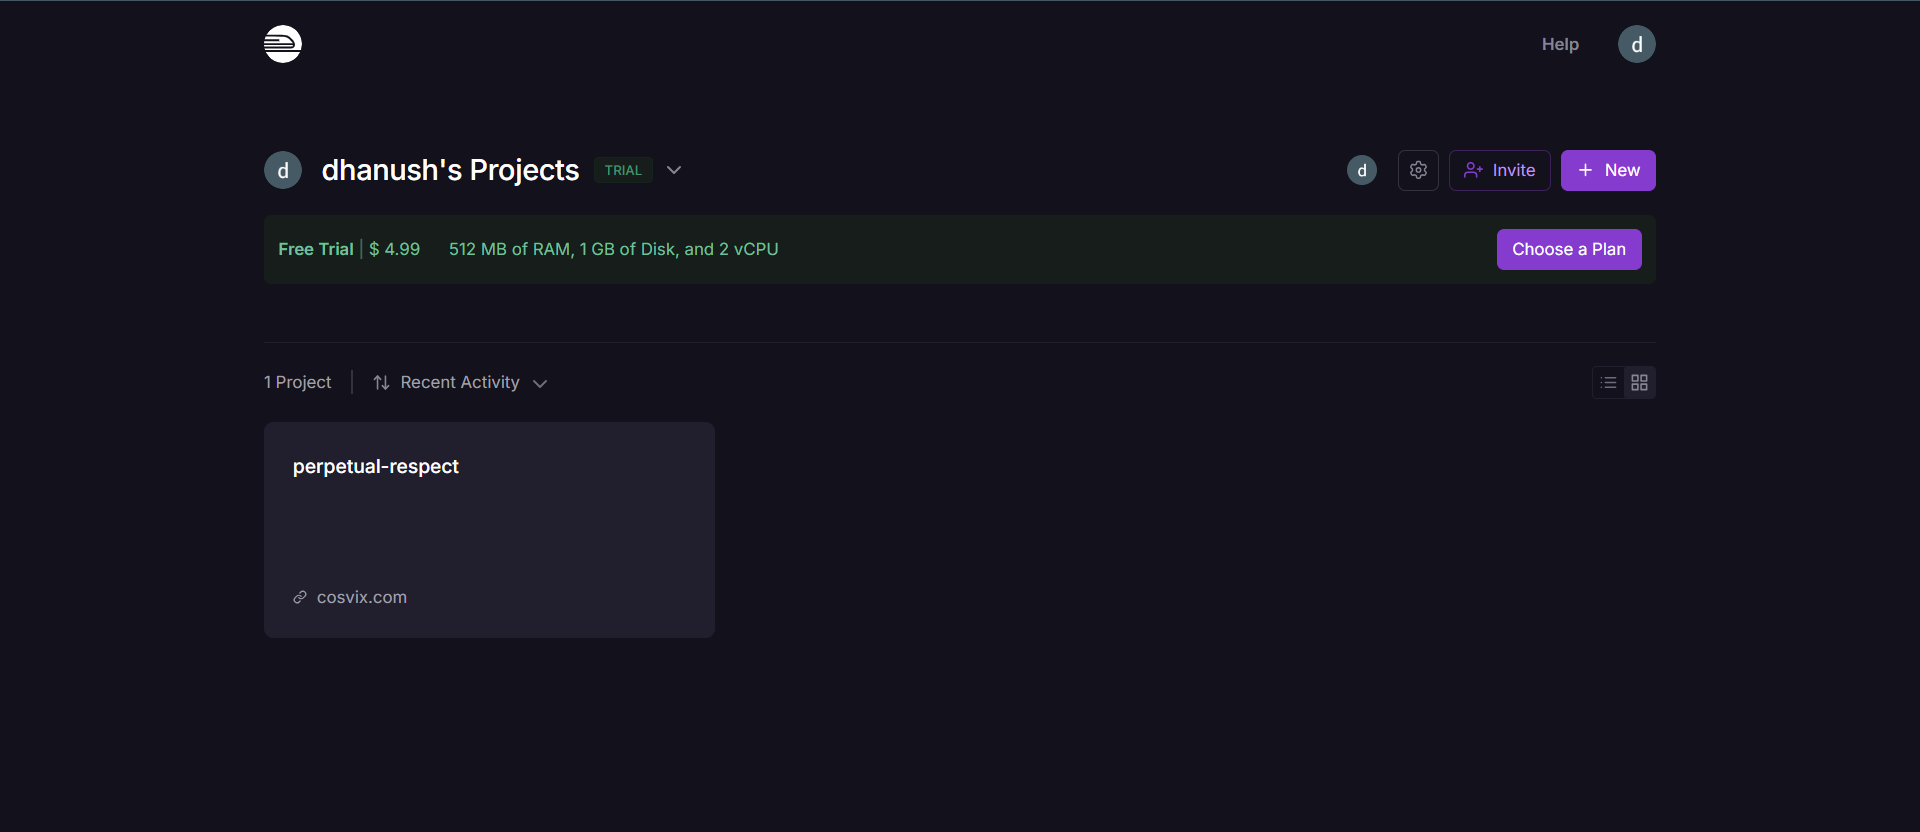 Help d
d dhanush's Projects TRIAL d Invite + New
Free Trial | $ 4.99 512 MB of RAM, 1 GB of Disk, and 2 vCPU Choose a Plan
1 Project Recent Activity
perpetual-respect
cosvix.com